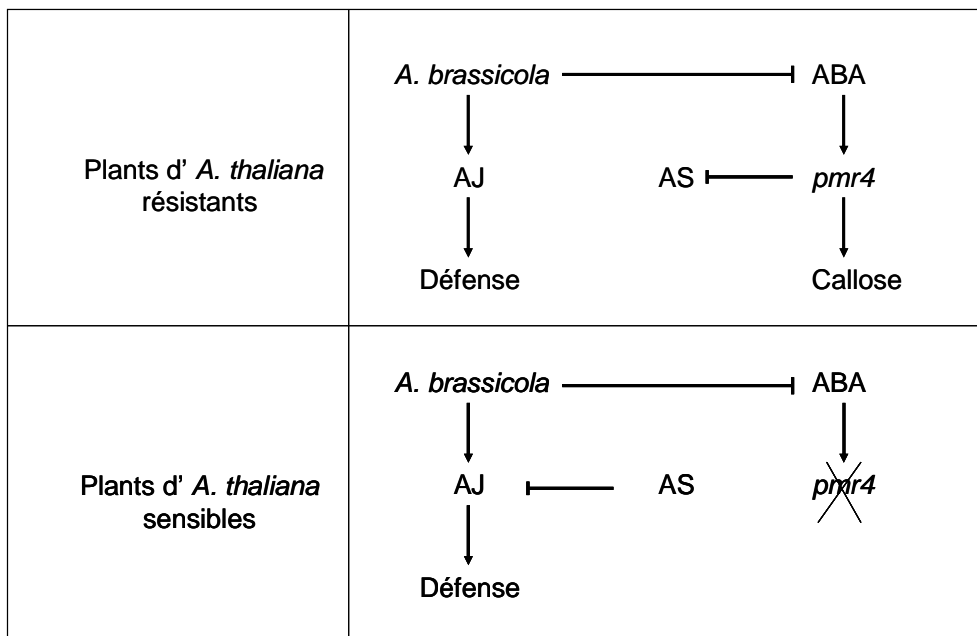 Plants d' A. thaliana
résistants
A. brassicola ABA
AJ AS pmr4
Défense Callose
Plants d' A. thaliana
sensibles
A. brassicola ABA
AJ AS pmr4
Défense